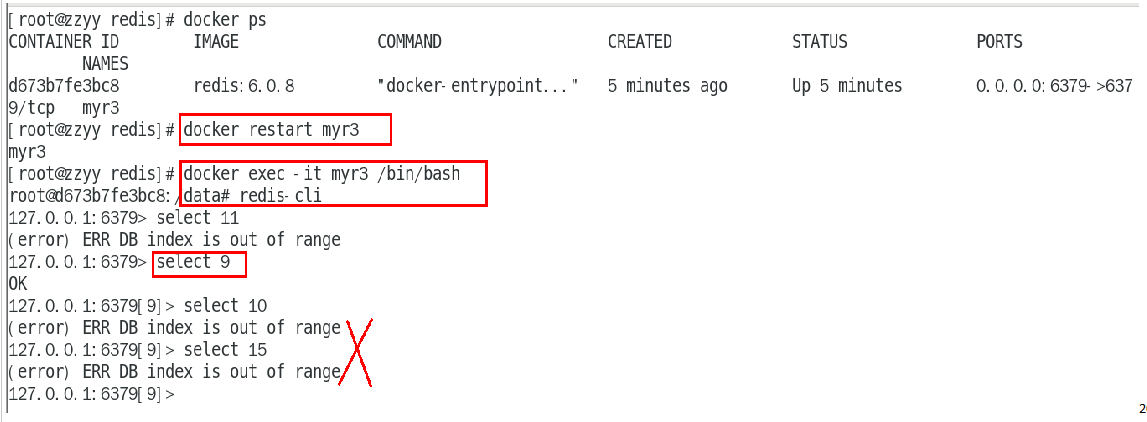 [root@zzyy redis]# docker ps
CONTAINER ID        IMAGE               COMMAND                  CREATED             STATUS              PORTS
        NAMES
d673b7fe3bc8        redis:6.0.8         "docker-entrypoint..."   5 minutes ago       Up 5 minutes        0.0.0.0:6379->637
9/tcp   myr3
[root@zzyy redis]# docker restart myr3
myr3
[root@zzyy redis]# docker exec -it myr3 /bin/bash
root@d673b7fe3bc8:/data# redis-cli
127.0.0.1:6379> select 11
(error) ERR DB index is out of range
127.0.0.1:6379> select 9
OK
127.0.0.1:6379[9]> select 10
(error) ERR DB index is out of range
127.0.0.1:6379[9]> select 15
(error) ERR DB index is out of range
127.0.0.1:6379[9]>